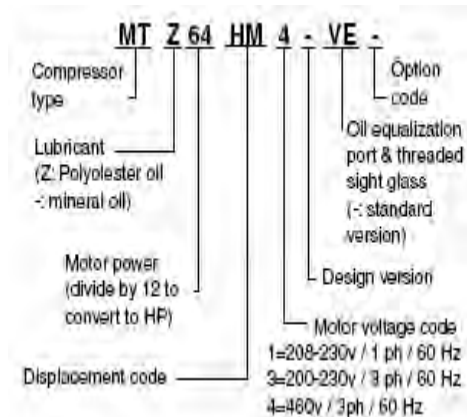 MT Z 64 HM 4 - VE -
Compressor
type
Option
code
Lubricant
(Z: Polyolester oil
-: mineral oil)
Oil equalization
port & threaded
sight glass
(-: standard
version)
Motor power
(divide by 12 to
convert to HP)
Design version
Displacement code
Motor voltage code
1=208-230v / 1 ph / 60 Hz
3=200-230v / 3 ph / 60 Hz
4=460v / 3ph / 60 Hz